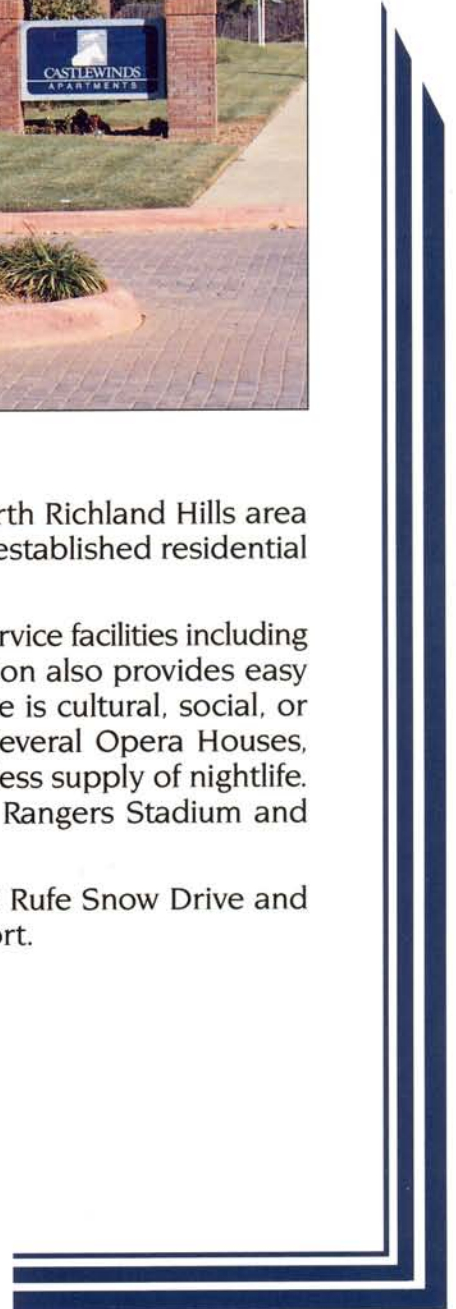 CASTLEWINDS
APARTMENTS
rth Richland Hills area
established residential
rvice facilities including
on also provides easy
e is cultural, social, or
everal Opera Houses,
ess supply of nightlife.
Rangers Stadium and
Rufe Snow Drive and
ort.